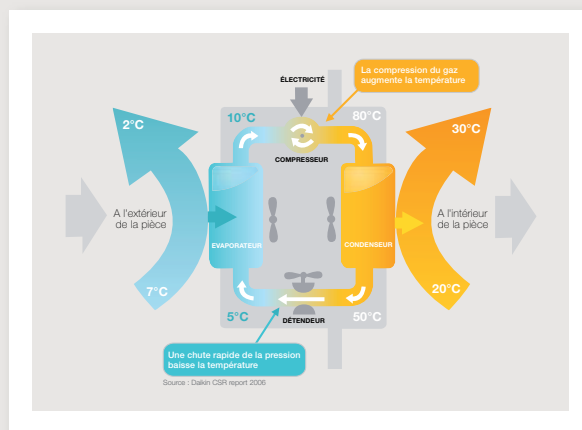 ÉLECTRICITÉ
La compression du gaz
augmente la température
2°C
10°C
80°C
30°C
COMPRESSEUR
A l'extérieur
de la pièce
A l'intérieur
de la pièce
EVAPORATEUR
CONDENSEUR
7°C
20°C
5°C
DÉTENDEUR
50°C
Une chute rapide de la pression
baisse la température
Source : Daikin CSR report 2006